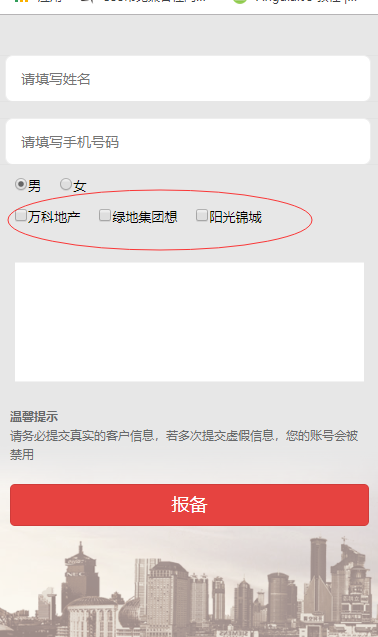 请填写姓名
请填写手机号码
男 女
万科地产 绿地集团想 阳光锦城
温馨提示
请务必提交真实的客户信息，若多次提交虚假信息，您的账号会被
禁用
报备